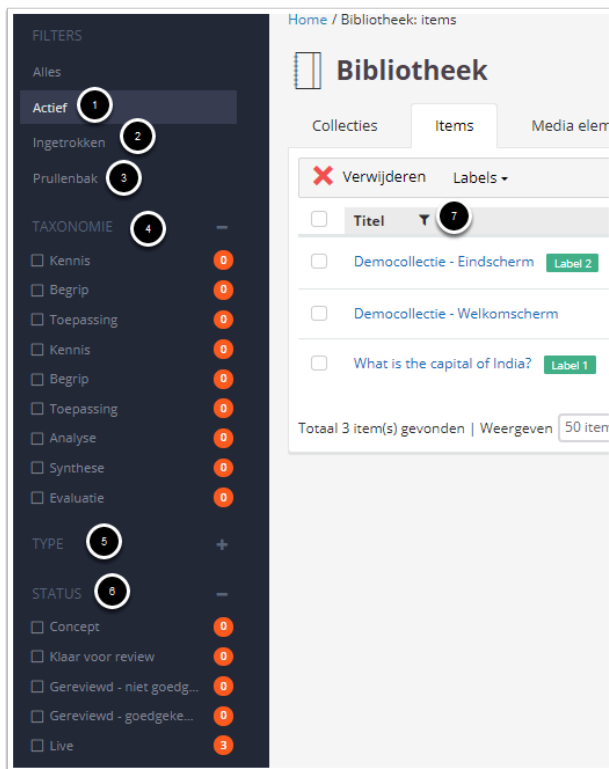 FILTERS
Alles
Actief 1
Ingetrokken 2
Prullenbak 3
TAXONOMIE 4
Kennis 0
Begrip 0
Toepassing 0
Kennis 0
Begrip 0
Toepassing 0
Analyse 0
Synthese 0
Evaluatie 0
TYPE 5
STATUS 6
Concept 0
Klaar voor review 0
Gereviewd - niet goedg... 0
Gereviewd - goedgeke... 0
Live 3
Home / Bibliotheek: items
Bibliotheek
Collecties Items Media elem
Verwijderen Labels
Titel 7
Democollectie - Eindscherm Label 2
Democollectie - Welkomscherm
What is the capital of India? Label 1
Totaal 3 item(s) gevonden | Weergeven 50 item